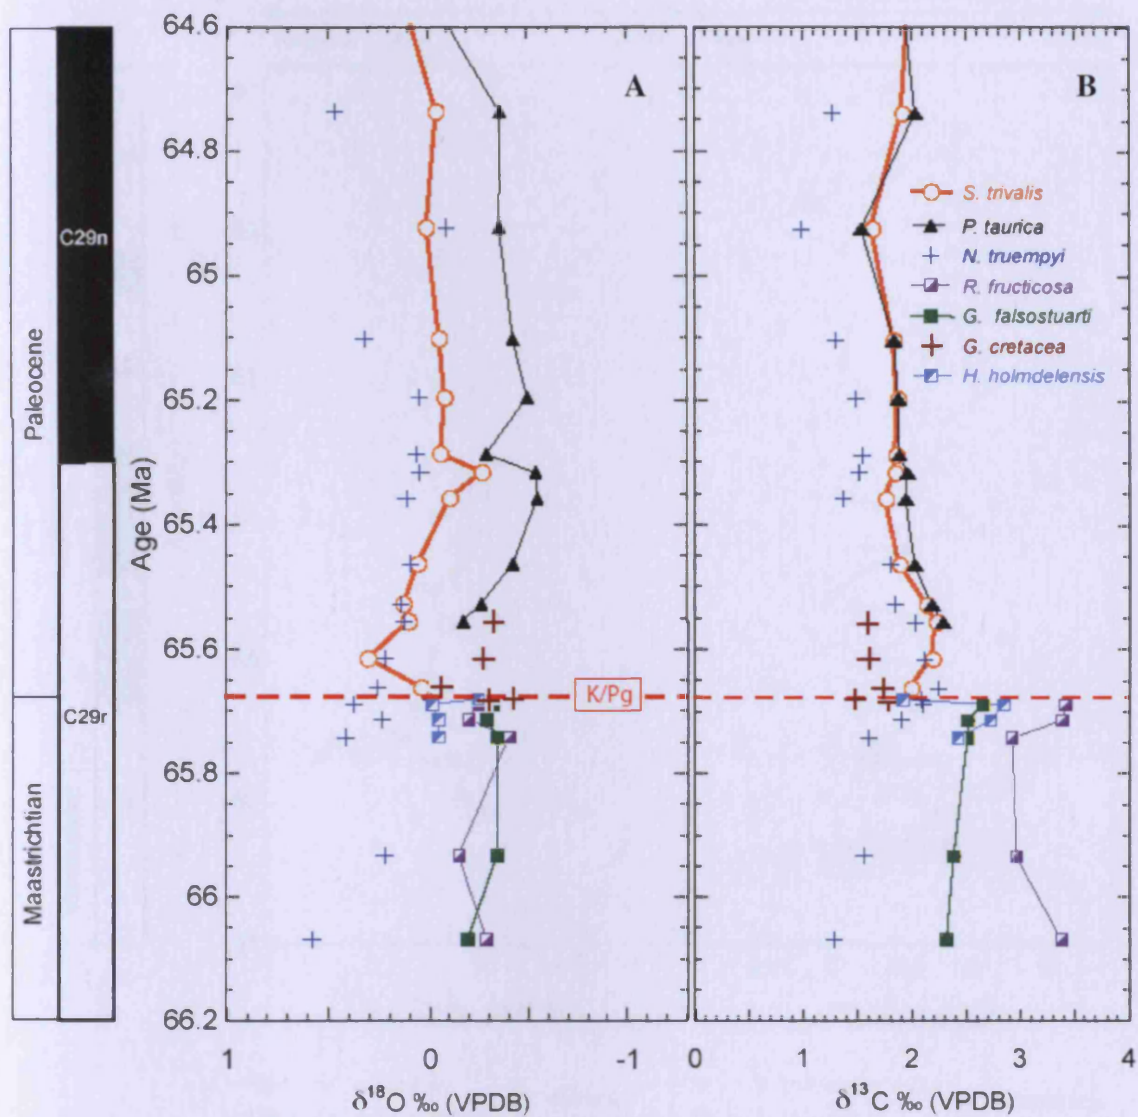 Paleocene
Maastrichtian
C29n
C29r
Age (Ma)
64.6
64.8
65
65.2
65.4
65.6
65.8
66
66.2
A
K/Pg
1
0
-1
δ¹⁸O ‰ (VPDB)
B
S. trivalis
P. taurica
N. truempyi
R. fructicosa
G. falsostuarti
G. cretacea
H. holmdelensis
0
1
2
3
4
δ¹³C ‰ (VPDB)